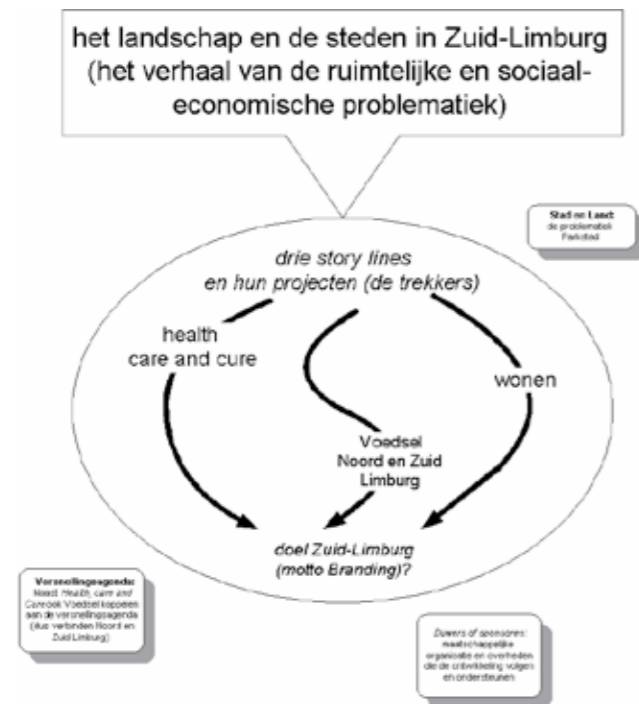 het landschap en de steden in Zuid-Limburg
(het verhaal van de ruimtelijke en sociaal-
economische problematiek)
Stad en Land:
de problematiek
Parkstad
drie story lines
en hun projecten (de trekkers)
health
care and cure
wonen
Voedsel
Noord en Zuid
Limburg
doel Zuid-Limburg
(motto Branding)?
Versnellingsagenda:
Naast Health, care and
Cure ook Voedsel koppelen
aan de versnellingsagenda
(dus verbinden Noord en
Zuid Limburg)
Duwers of sponsores:
maatschappelijke
organisatie en overheden
die de ontwikkeling volgen
en ondersteunen